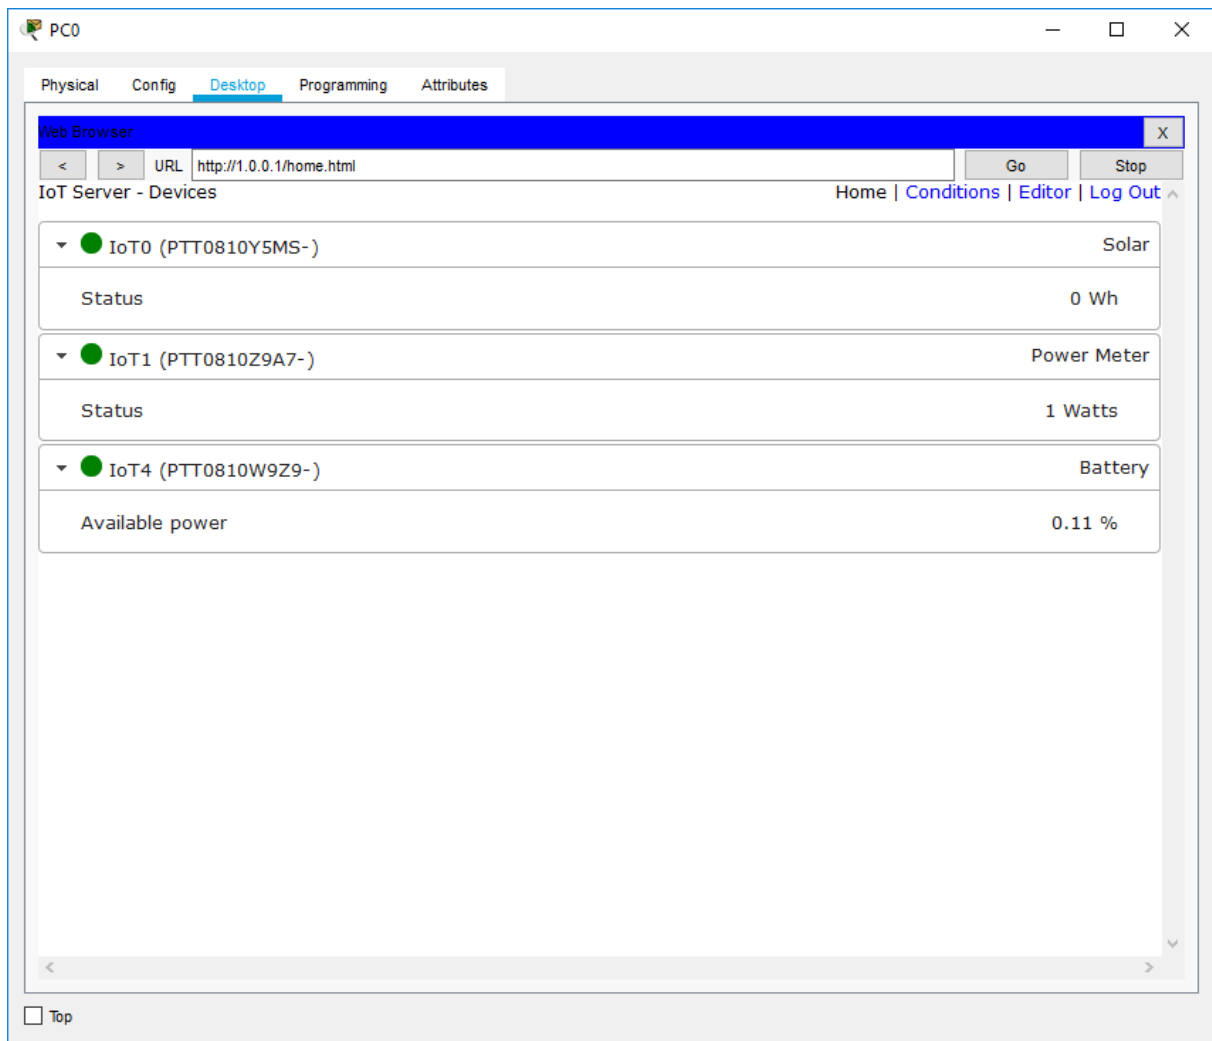 PC0
Physical Config Desktop Programming Attributes
Web Browser X
< > URL http://1.0.0.1/home.html Go Stop
IoT Server - Devices Home | Conditions | Editor | Log Out
IoT0 (PTT0810Y5MS-) Solar
Status 0 Wh
IoT1 (PTT0810Z9A7-) Power Meter
Status 1 Watts
IoT4 (PTT0810W9Z9-) Battery
Available power 0.11 %
Top